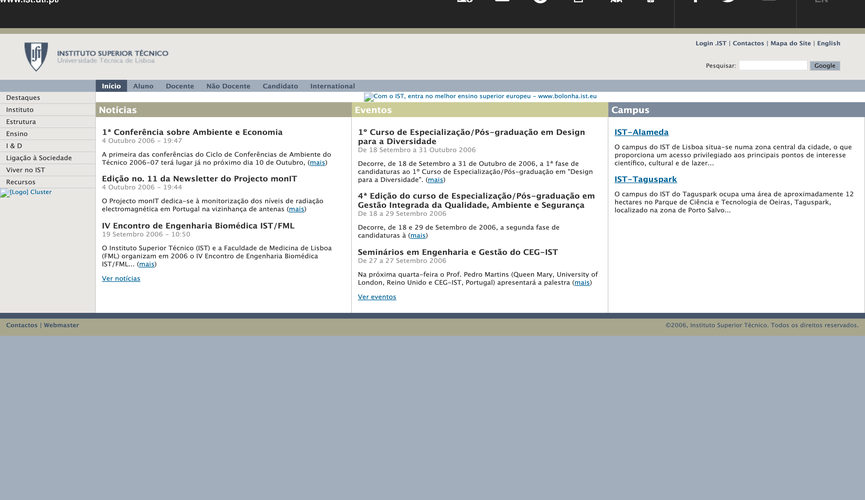 www.ist.utl.pt/
EN
INSTITUTO SUPERIOR TÉCNICO
Universidade Técnica de Lisboa
Login .IST | Contactos | Mapa do Site | English
Pesquisar:
Google
Início Aluno Docente Não Docente Candidato International
Destaques
Instituto
Estrutura
Ensino
I & D
Ligação à Sociedade
Viver no IST
Recursos
[Logo] Cluster
Com o IST, entra no melhor ensino superior europeu - www.bolonha.ist.eu
Notícias
1ª Conferência sobre Ambiente e Economia
4 Outubro 2006 - 19:47
A primeira das conferências do Ciclo de Conferências de Ambiente do
Técnico 2006-07 terá lugar já no próximo dia 10 de Outubro, (mais)
Edição no. 11 da Newsletter do Projecto monIT
4 Outubro 2006 - 19:44
O Projecto monIT dedica-se à monitorização dos níveis de radiação
electromagnética em Portugal na vizinhança de antenas (mais)
IV Encontro de Engenharia Biomédica IST/FML
19 Setembro 2006 - 10:50
O Instituto Superior Técnico (IST) e a Faculdade de Medicina de Lisboa
(FML) organizam em 2006 o IV Encontro de Engenharia Biomédica
IST/FML... (mais)
Ver notícias
Eventos
1º Curso de Especialização/Pós-graduação em Design
para a Diversidade
De 18 Setembro a 31 Outubro 2006
Decorre, de 18 de Setembro a 31 de Outubro de 2006, a 1ª fase de
candidaturas ao 1º Curso de Especialização/Pós-graduação em "Design
para a Diversidade". (mais)
4ª Edição do curso de Especialização/Pós-graduação em
Gestão Integrada da Qualidade, Ambiente e Segurança
De 18 a 29 Setembro 2006
Decorre, de 18 e 29 de Setembro de 2006, a segunda fase de
candidaturas à (mais)
Seminários em Engenharia e Gestão do CEG-IST
De 27 a 27 Setembro 2006
Na próxima quarta-feira o Prof. Pedro Martins (Queen Mary, University of
London, Reino Unido e CEG-IST, Portugal) apresentará a palestra (mais)
Ver eventos
Campus
IST-Alameda
O campus do IST de Lisboa situa-se numa zona central da cidade, o que
proporciona um acesso privilegiado aos principais pontos de interesse
científico, cultural e de lazer...
IST-Taguspark
O campus do IST do Taguspark ocupa uma área de aproximadamente 12
hectares no Parque de Ciência e Tecnologia de Oeiras, Taguspark,
localizado na zona de Porto Salvo...
Contactos | Webmaster
©2006, Instituto Superior Técnico. Todos os direitos reservados.